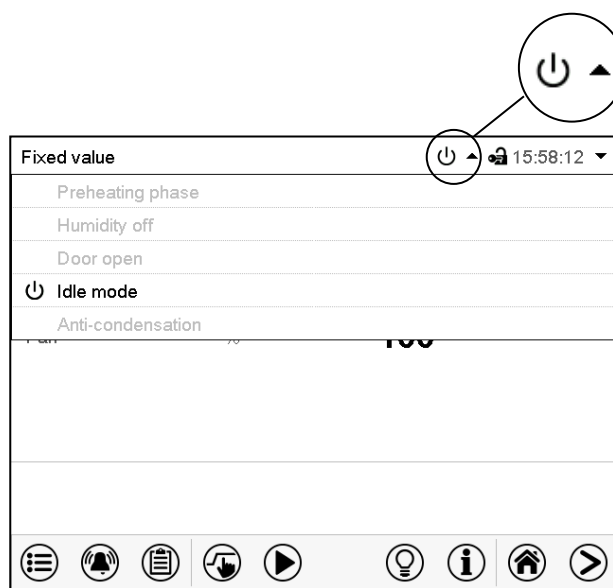 Fixed value 15:58:12
Preheating phase
Humidity off
Door open
Idle mode
Anti-condensation